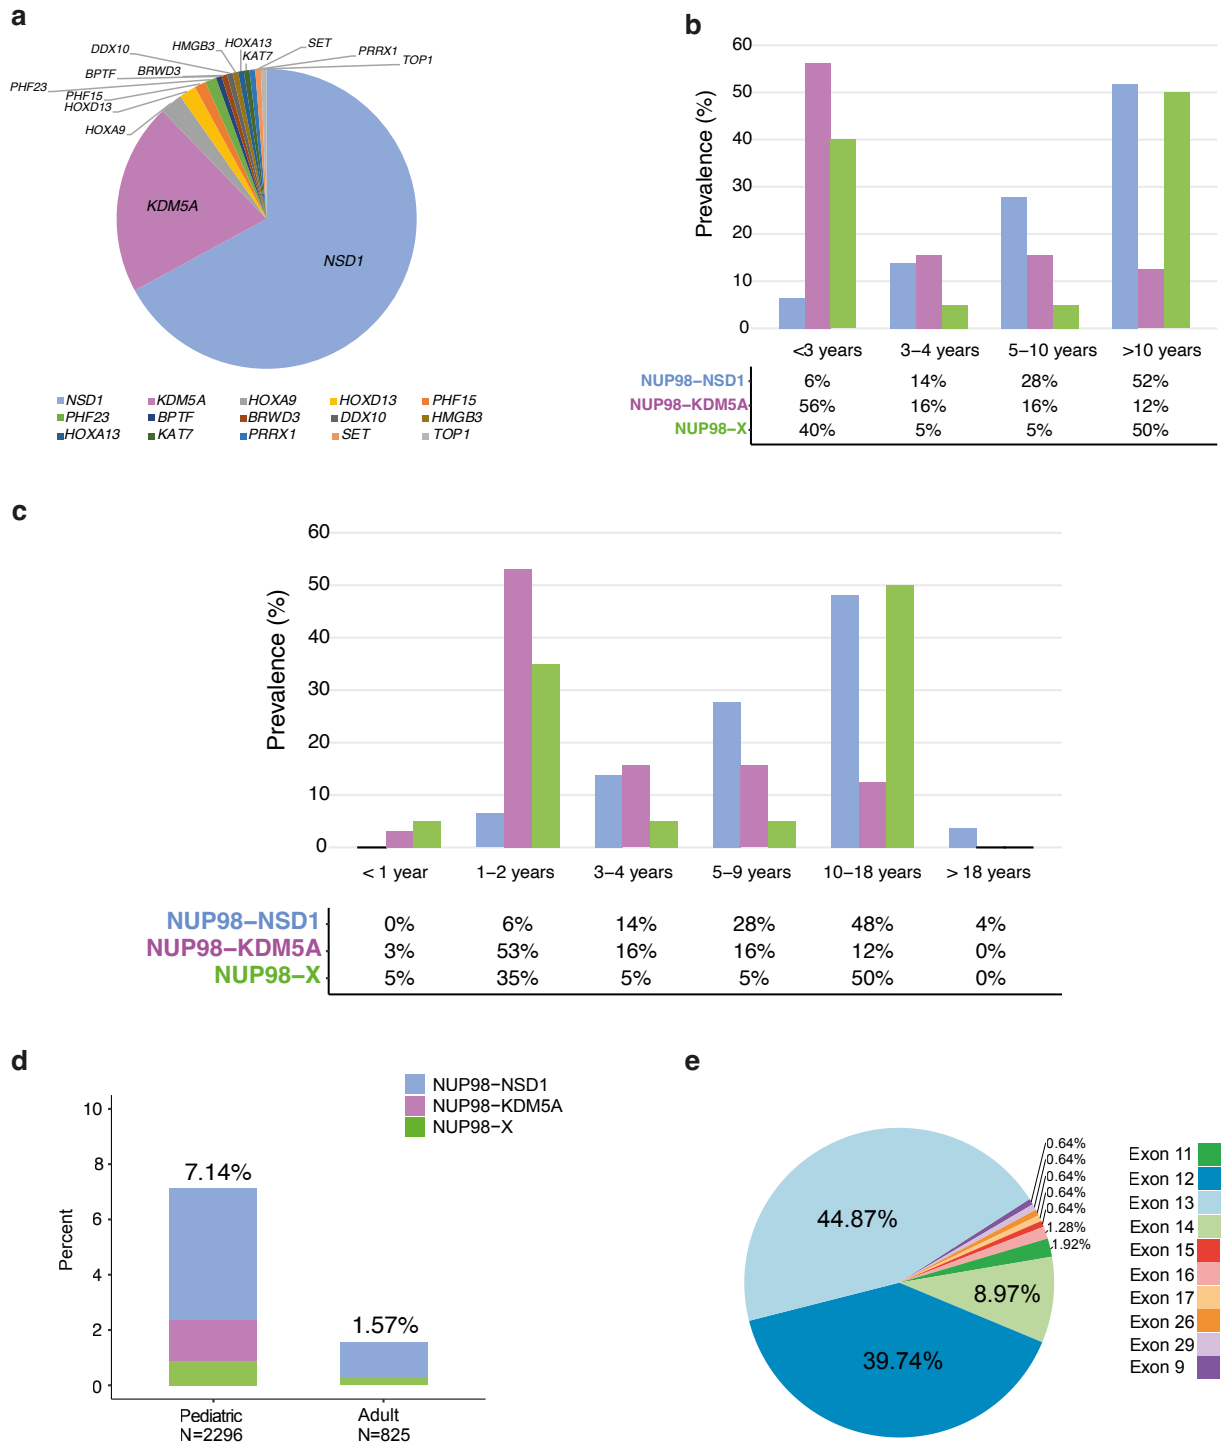 a
DDX10
HMGB3
HOXA13
SET
KAT7
PRRX1
TOP1
BPTF
BRWD3
PHF23
PHF15
HOXD13
HOXA9
KDM5A
NSD1
NSD1 KDM5A HOXA9 HOXD13 PHF15
PHF23 BPTF BRWD3 DDX10 HMGB3
HOXA13 KAT7 PRRX1 SET TOP1
b
Prevalence (%)
60
50
40
30
20
10
0
<3 years 3–4 years 5–10 years >10 years
NUP98–NSD1 6% 14% 28% 52%
NUP98–KDM5A 56% 16% 16% 12%
NUP98–X 40% 5% 5% 50%
c
Prevalence (%)
60
50
40
30
20
10
0
< 1 year 1–2 years 3–4 years 5–9 years 10–18 years > 18 years
NUP98–NSD1 0% 6% 14% 28% 48% 4%
NUP98–KDM5A 3% 53% 16% 16% 12% 0%
NUP98–X 5% 35% 5% 5% 50% 0%
d
NUP98–NSD1
NUP98–KDM5A
NUP98–X
Percent
10
8
6
4
2
0
7.14%
1.57%
Pediatric Adult
N=2296 N=825
e
0.64%
0.64%
0.64%
0.64%
0.64%
1.28%
1.92%
44.87%
8.97%
39.74%
Exon 11
Exon 12
Exon 13
Exon 14
Exon 15
Exon 16
Exon 17
Exon 26
Exon 29
Exon 9